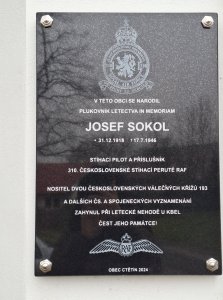 V TÉTO OBCI SE NARODIL
PLUKOVNÍK LETECTVA IN MEMORIAM
JOSEF SOKOL
* 31.12.1918 †17.7.1946
STÍHACÍ PILOT A PŘÍSLUŠNÍK
310. ČESKOSLOVENSKÉ STÍHACÍ PERUTĚ RAF
NOSITEL DVOU ČESKOSLOVENSKÝCH VÁLEČNÝCH KŘÍŽŮ 193
A DALŠÍCH ČS. A SPOJENECKÝCH VYZNAMENÁNÍ
ZAHYNUL PŘI LETECKÉ NEHODĚ U KBEL
ČEST JEHO PAMÁTCE!
OBEC CTĚTÍN 2024